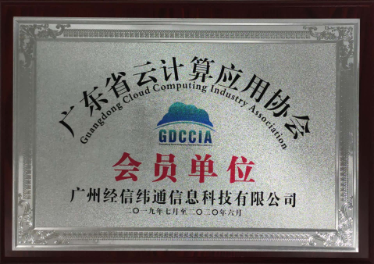 广东省云计算应用协会
Guangdong Cloud Computing Industry Association
GDCCIA
会员单位
广州经信纬通信息科技有限公司
二〇一九年七月至二〇二〇年六月